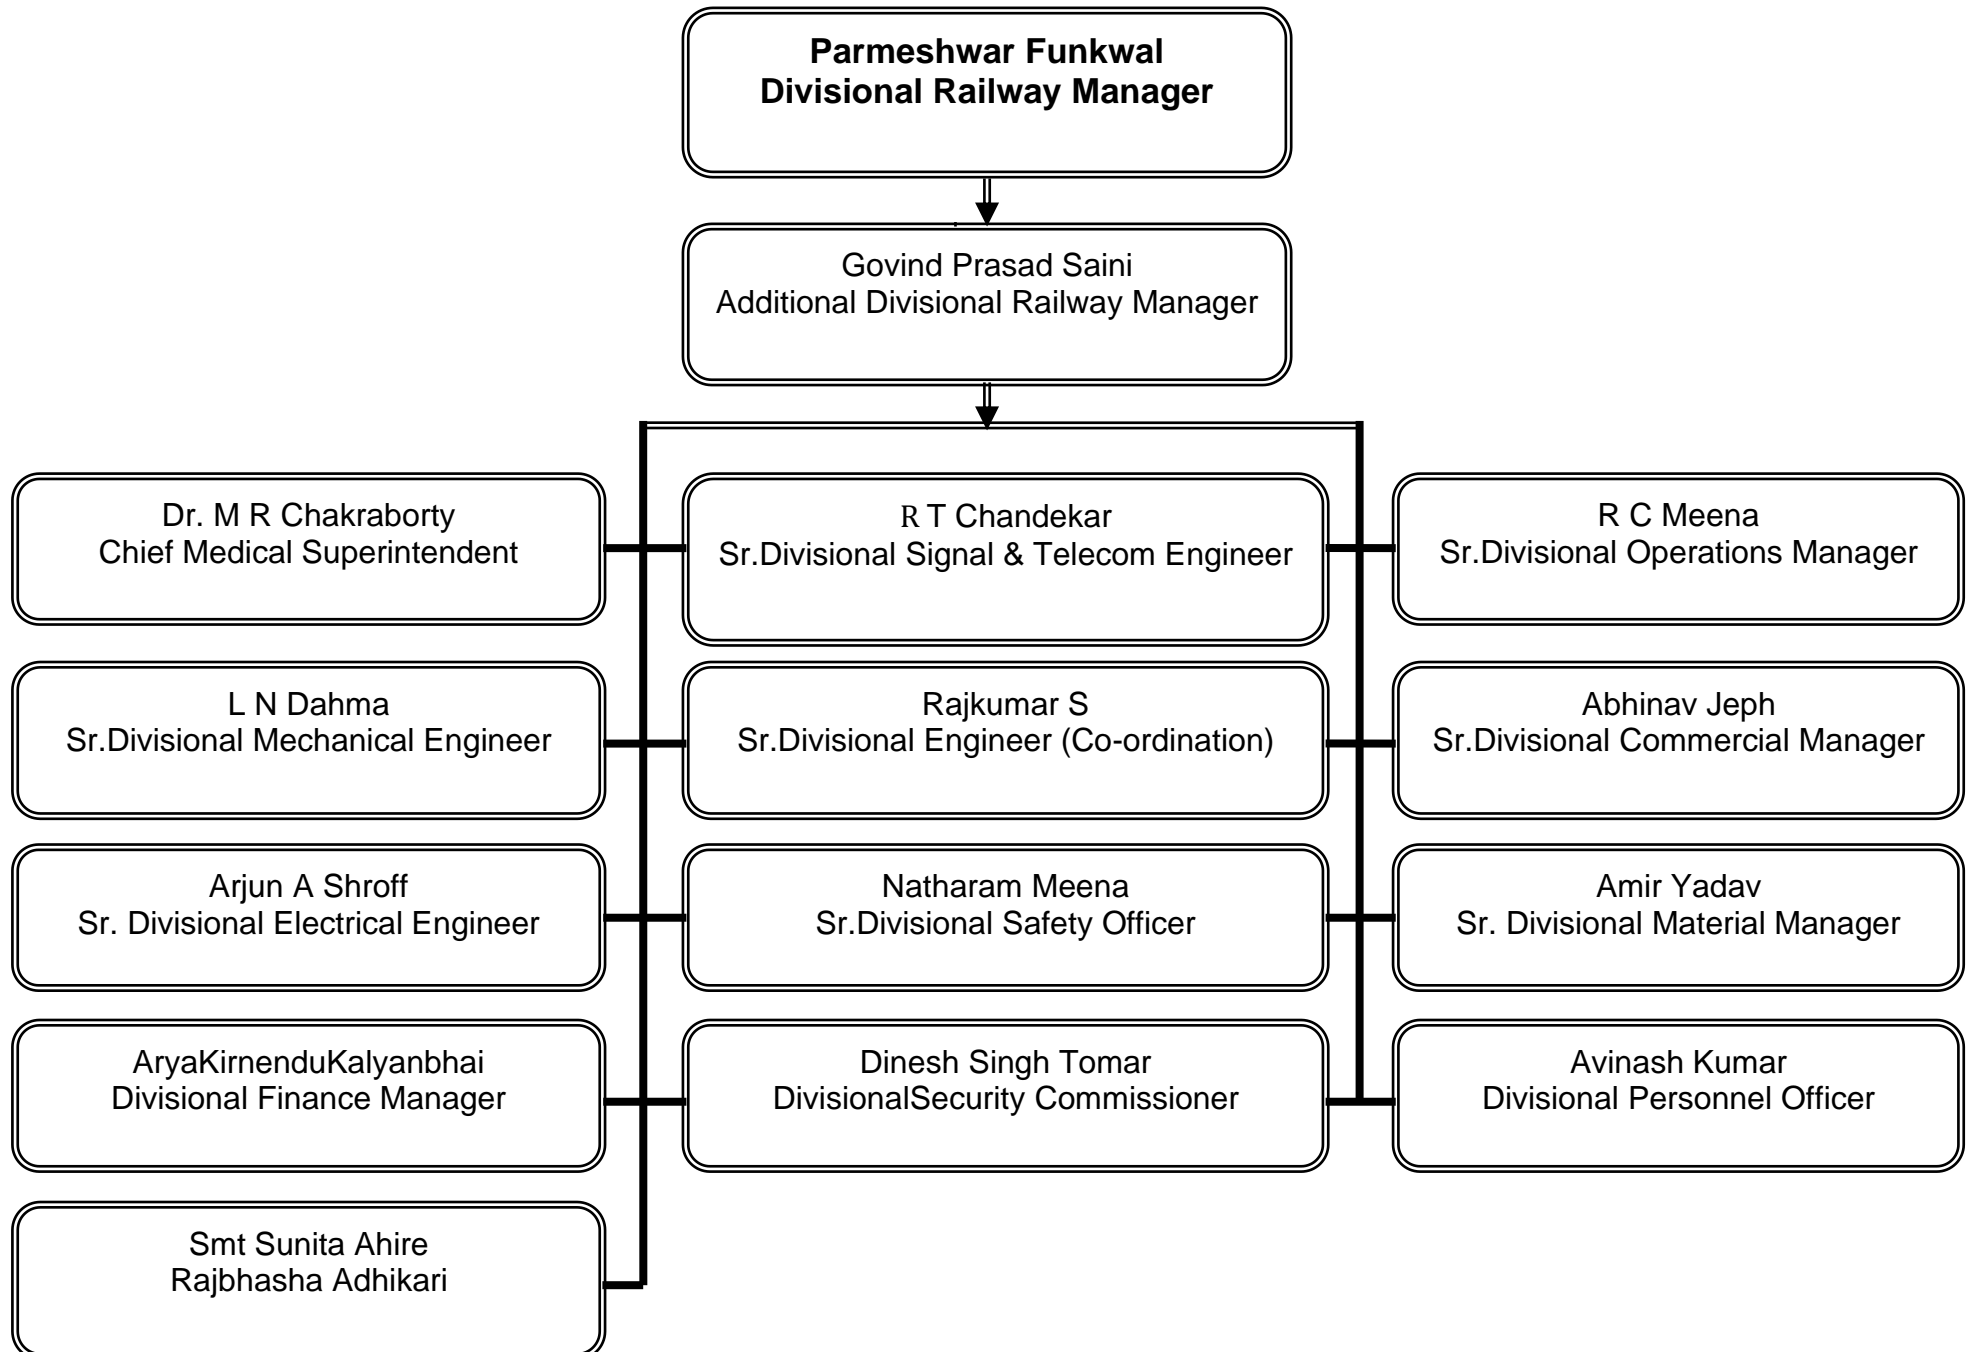 Parmeshwar Funkwal
Divisional Railway Manager
Govind Prasad Saini
Additional Divisional Railway Manager
Dr. M R Chakraborty
Chief Medical Superintendent
R T Chandekar
Sr.Divisional Signal & Telecom Engineer
R C Meena
Sr.Divisional Operations Manager
L N Dahma
Sr.Divisional Mechanical Engineer
Rajkumar S
Sr.Divisional Engineer (Co-ordination)
Abhinav Jeph
Sr.Divisional Commercial Manager
Arjun A Shroff
Sr. Divisional Electrical Engineer
Natharam Meena
Sr.Divisional Safety Officer
Amir Yadav
Sr. Divisional Material Manager
AryaKirnenduKalyanbhai
Divisional Finance Manager
Dinesh Singh Tomar
DivisionalSecurity Commissioner
Avinash Kumar
Divisional Personnel Officer
Smt Sunita Ahire
Rajbhasha Adhikari